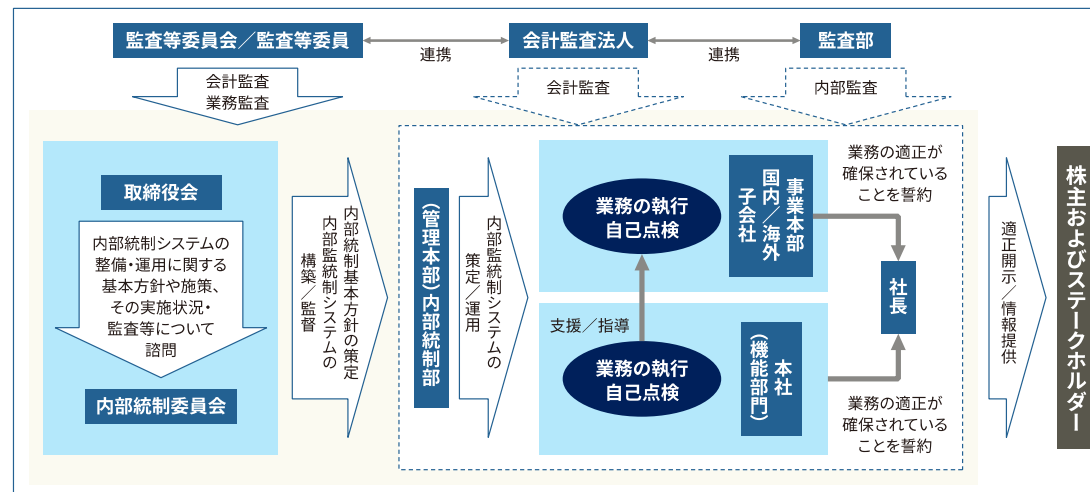 監査等委員会／監査等委員
連携
会計監査法人
連携
監査部
会計監査
業務監査
会計監査
内部監査
取締役会
内部統制システムの
整備・運用に関する
基本方針や施策、
その実施状況・
監査等について
諮問
内部統制委員会
内部統制基本方針の策定
内部監統制システムの
構築／監督
（管理本部）内部統制部
内部監統制システムの
策定／運用
業務の執行
自己点検
事業本部
国内／海外
子会社
業務の適正が
確保されている
ことを誓約
支援／指導
業務の執行
自己点検
本社
（機能部門）
社長
業務の適正が
確保されている
ことを誓約
適正開示／情報提供
株主およびステークホルダー